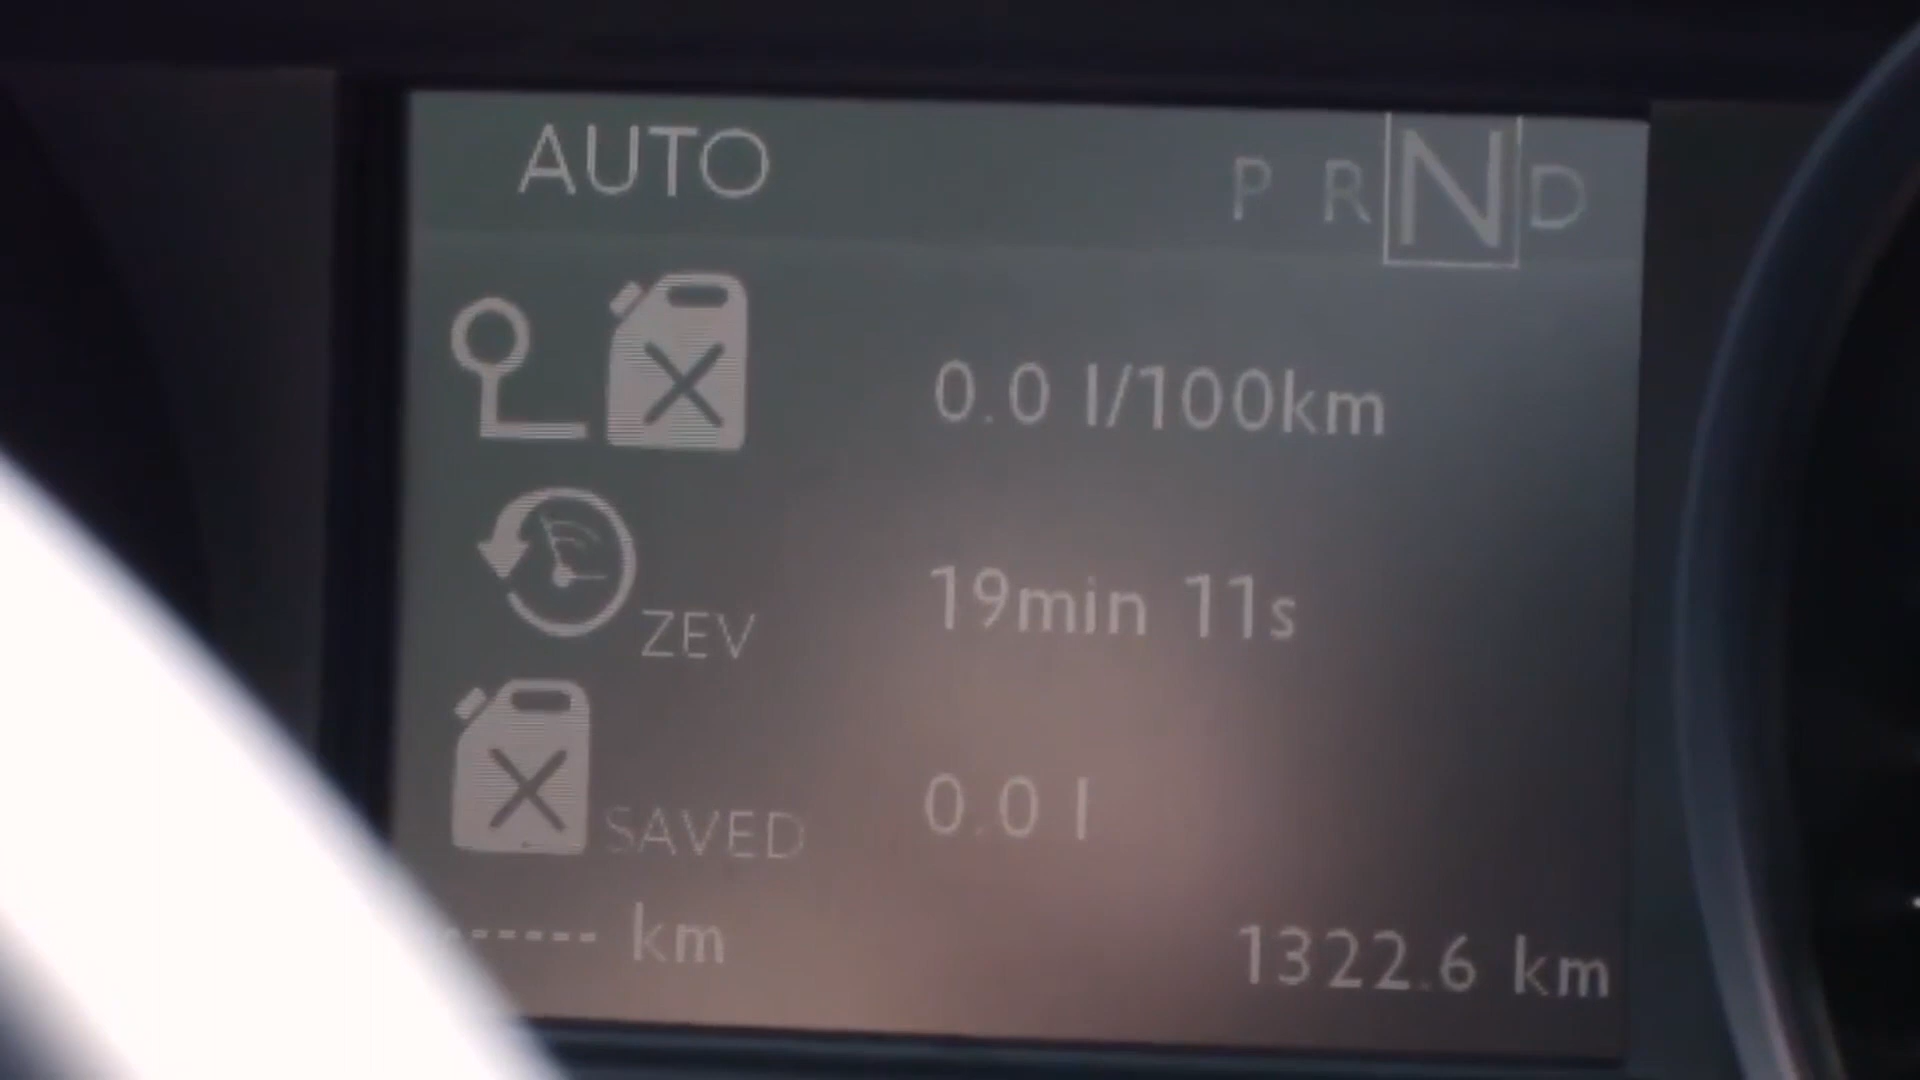 AUTO P R N D
0.0 l/100km
ZEV 19min 11s
SAVED 0.0 l
------ km 1322.6 km